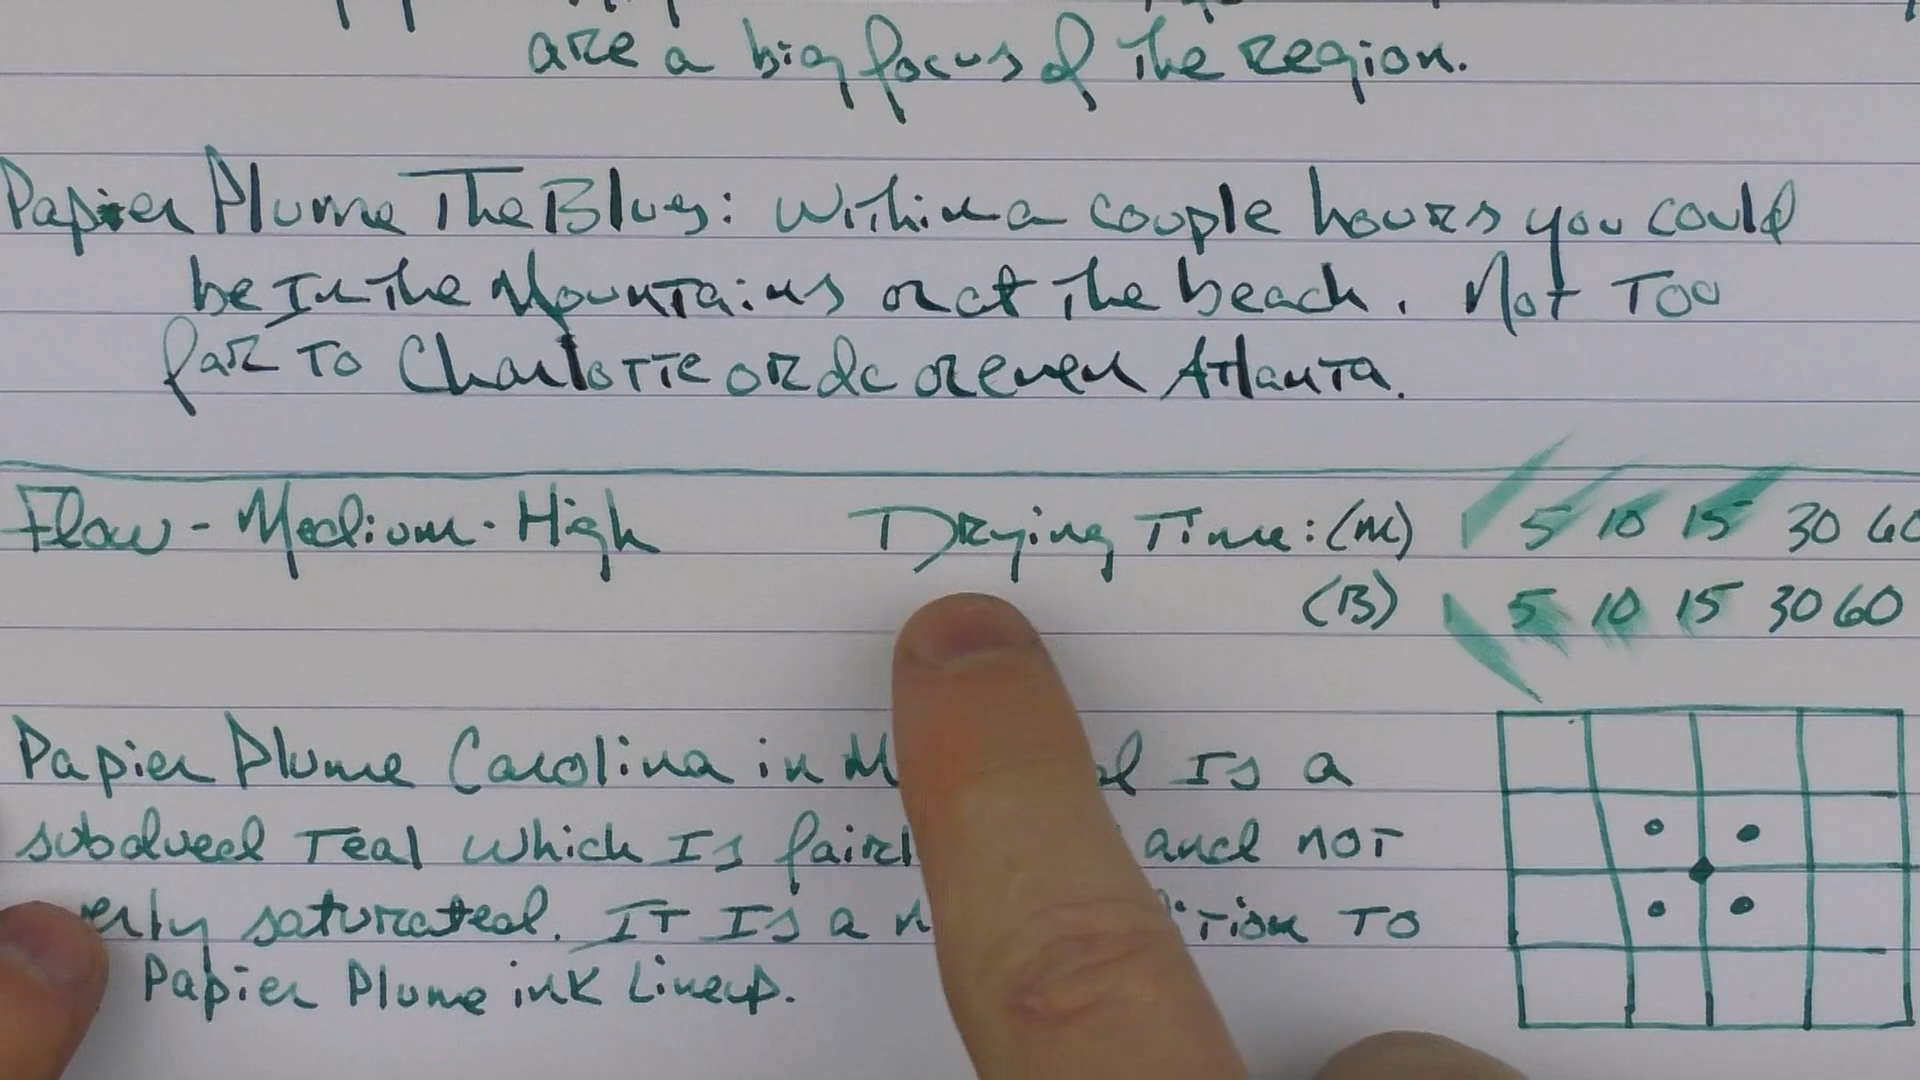 are a big focus of the region.
Papier Plume The Blues: Within a couple hours you could
be In the Mountains or at the beach. Not Too
far To Charlotte or dc or even Atlanta.
Flow - Medium - High Drying Time: (M) 1 5 10 15 30 60
(B) 1 5 10 15 30 60
Papier Plume Carolina in Is a
subdued Teal which Is and not
saturated. IT Is a To
Papier Plume ink Lineup.